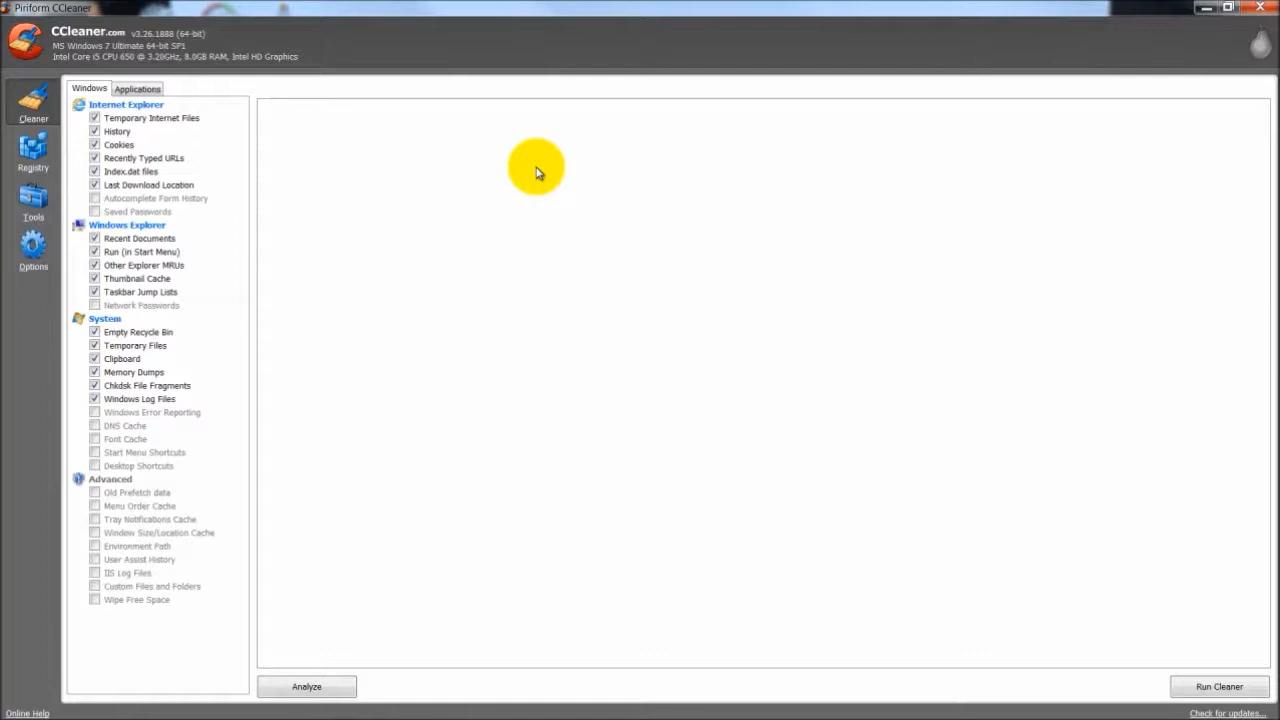 Piriform CCleaner
CCleaner.com v3.26.1888 (64-bit)
MS Windows 7 Ultimate 64-bit SP1
Intel Core i5 CPU 650 @ 3.20GHz, 8.0GB RAM, Intel HD Graphics
Cleaner
Registry
Tools
Options
Windows
Applications
Internet Explorer
Temporary Internet Files
History
Cookies
Recently Typed URLs
Index.dat files
Last Download Location
Autocomplete Form History
Saved Passwords
Windows Explorer
Recent Documents
Run (in Start Menu)
Other Explorer MRUs
Thumbnail Cache
Taskbar Jump Lists
Network Passwords
System
Empty Recycle Bin
Temporary Files
Clipboard
Memory Dumps
Chkdsk File Fragments
Windows Log Files
Windows Error Reporting
DNS Cache
Font Cache
Start Menu Shortcuts
Desktop Shortcuts
Advanced
Old Prefetch data
Menu Order Cache
Tray Notifications Cache
Window Size/Location Cache
Environment Path
User Assist History
IIS Log Files
Custom Files and Folders
Wipe Free Space
Analyze
Run Cleaner
Online Help
Check for updates...